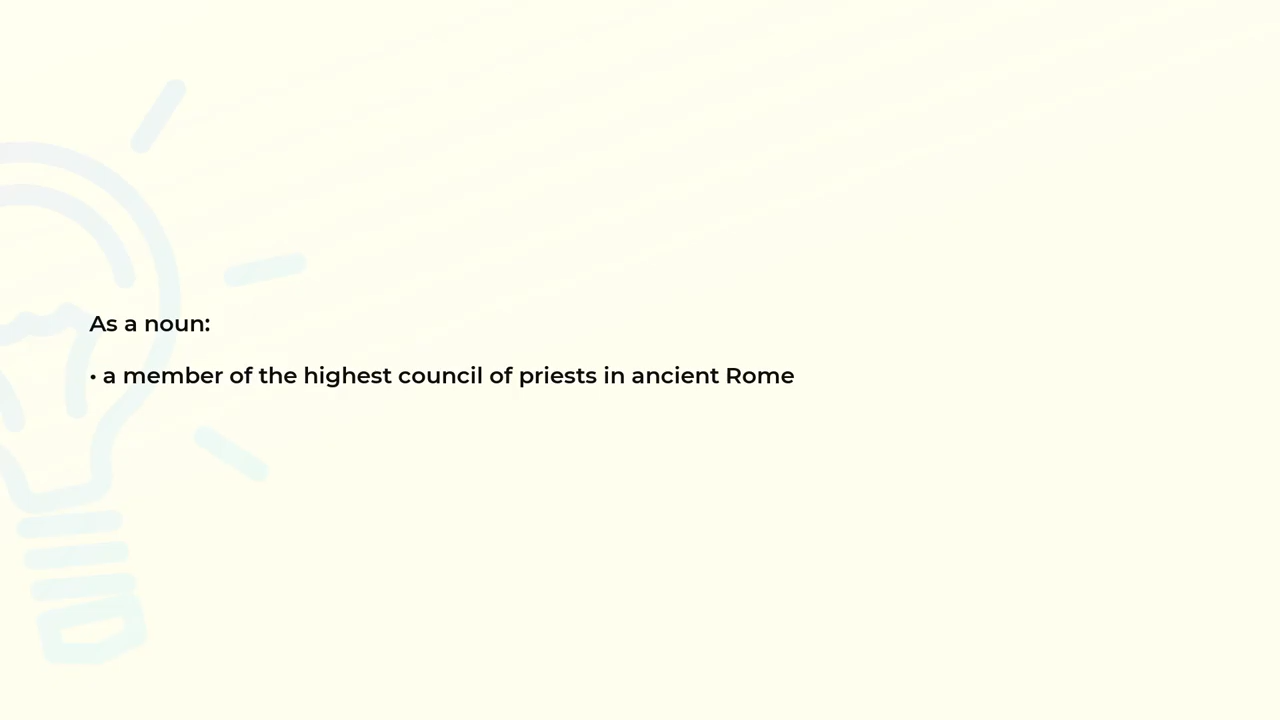 As a noun:
• a member of the highest council of priests in ancient Rome